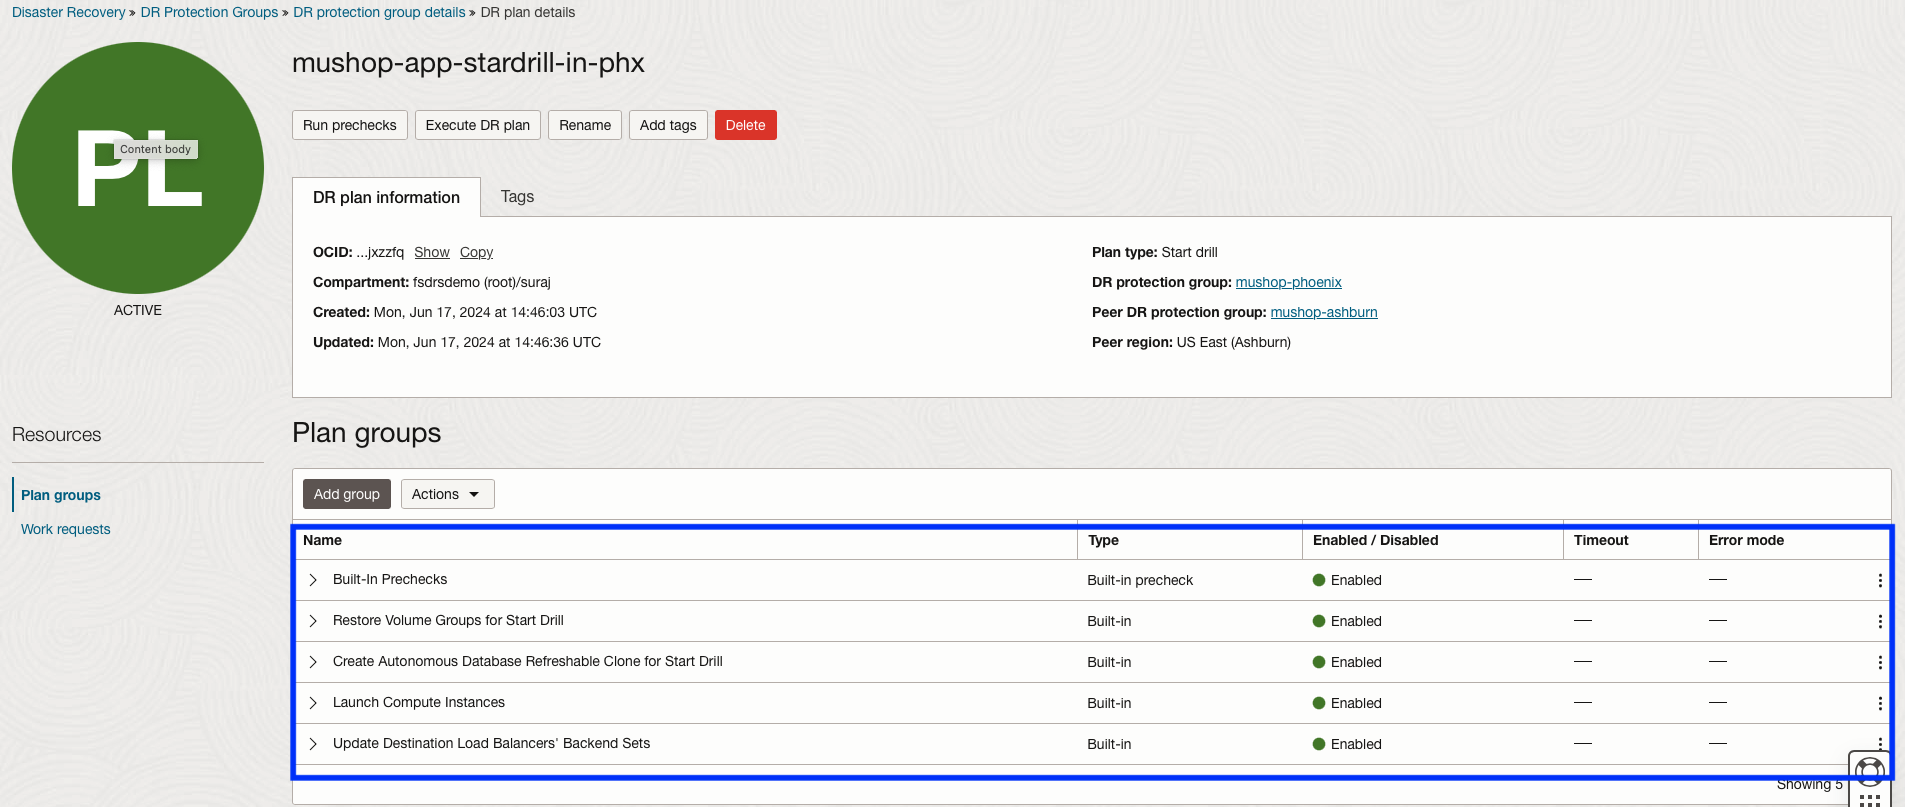 Disaster Recovery » DR Protection Groups » DR protection group details » DR plan details
PL
Content body
ACTIVE
mushop-app-stardrill-in-phx
Run prechecks Execute DR plan Rename Add tags Delete
DR plan information Tags
OCID: ...jxzzfq Show Copy
Compartment: fsdrsdemo (root)/suraj
Created: Mon, Jun 17, 2024 at 14:46:03 UTC
Updated: Mon, Jun 17, 2024 at 14:46:36 UTC
Plan type: Start drill
DR protection group: mushop-phoenix
Peer DR protection group: mushop-ashburn
Peer region: US East (Ashburn)
Resources
Plan groups
Work requests
Plan groups
Add group Actions
Name Type Enabled / Disabled Timeout Error mode
Built-In Prechecks Built-in precheck Enabled — —
Restore Volume Groups for Start Drill Built-in Enabled — —
Create Autonomous Database Refreshable Clone for Start Drill Built-in Enabled — —
Launch Compute Instances Built-in Enabled — —
Update Destination Load Balancers' Backend Sets Built-in Enabled — —
Showing 5